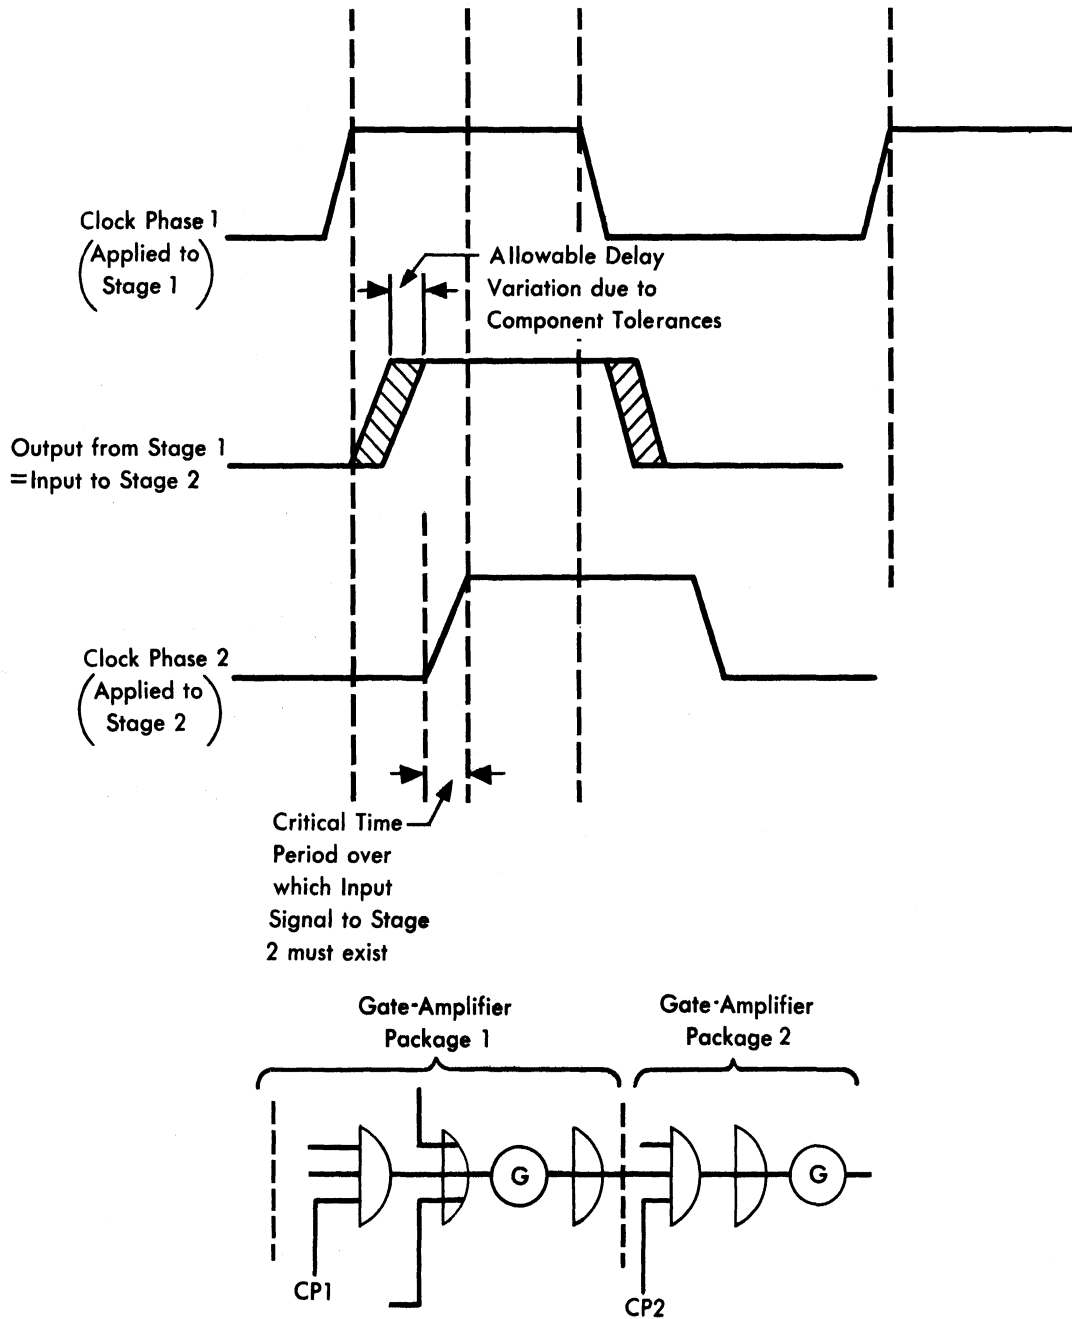 Clock Phase 1
(Applied to
Stage 1)
Allowable Delay
Variation due to
Component Tolerances
Output from Stage 1
=Input to Stage 2
Clock Phase 2
(Applied to
Stage 2)
Critical Time
Period over
which Input
Signal to Stage
2 must exist
Gate-Amplifier
Package 1
Gate-Amplifier
Package 2
G
G
CP1
CP2